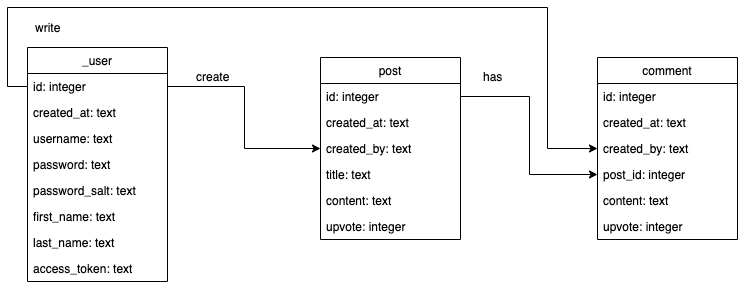 write
_user
id: integer
created_at: text
username: text
password: text
password_salt: text
first_name: text
last_name: text
access_token: text
create
post
id: integer
created_at: text
created_by: text
title: text
content: text
upvote: integer
has
comment
id: integer
created_at: text
created_by: text
post_id: integer
content: text
upvote: integer